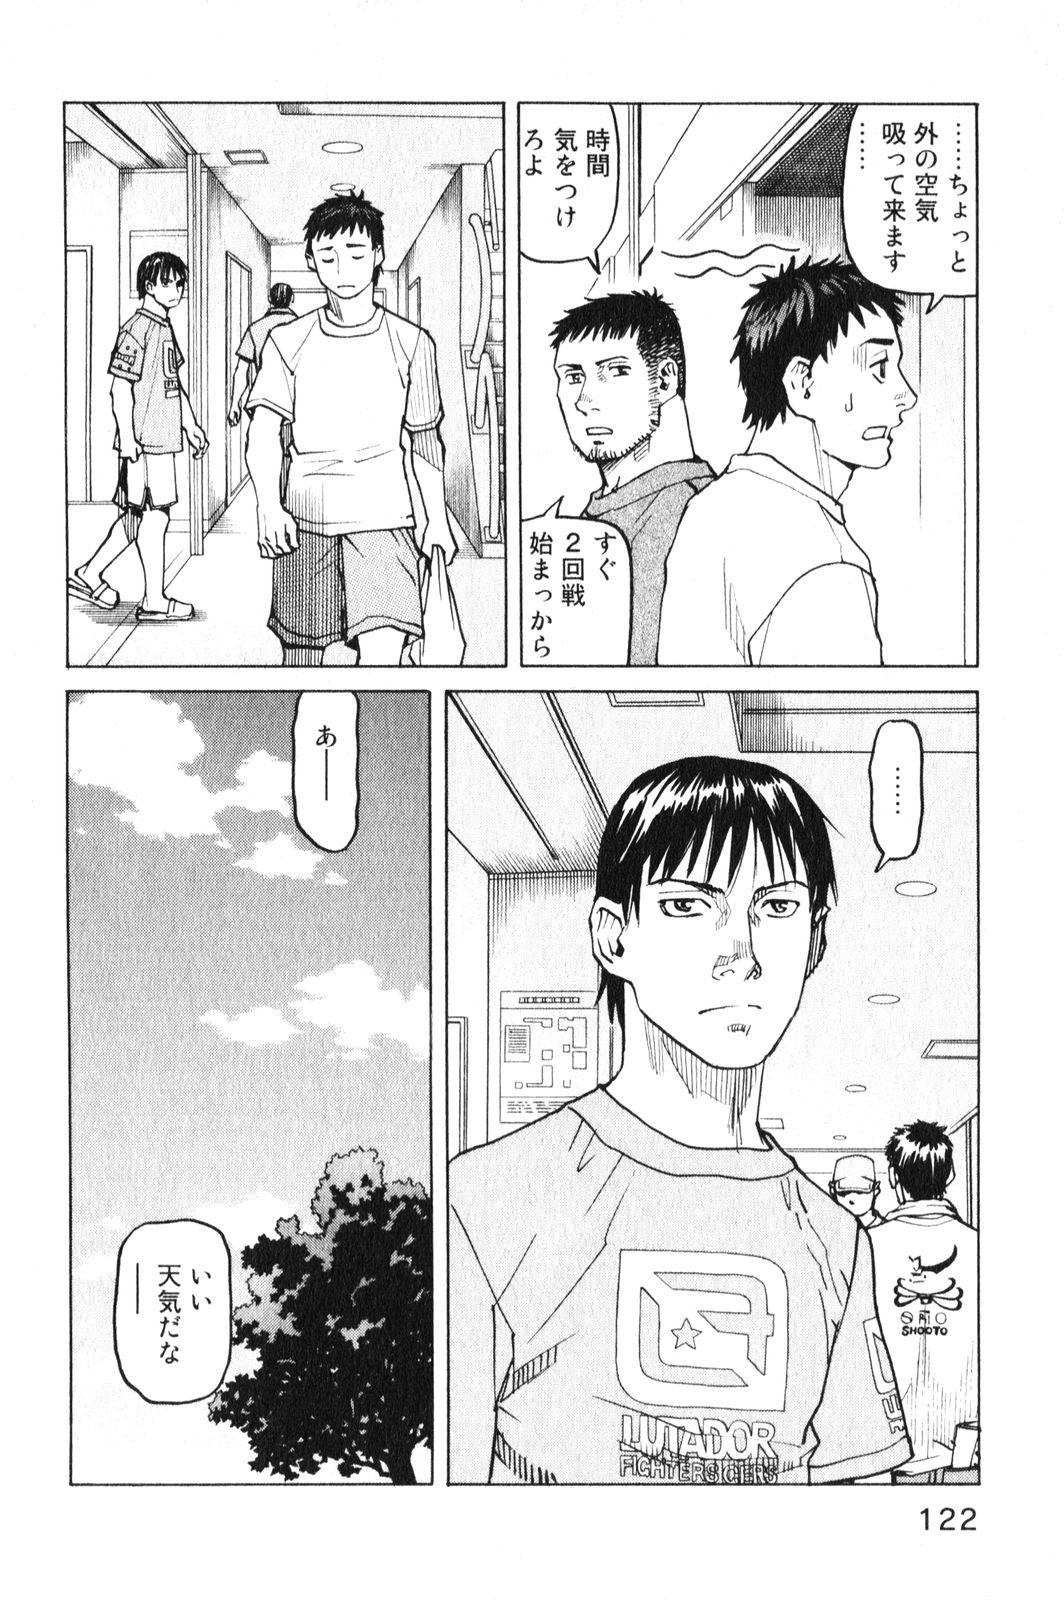 ……ちょっと
外の空気
吸って来ます
……
時間
気をつけ
ろよ
すぐ
2回戦
始まっから
……
LUTADOR
SHOOTO
あ――
いい
天気だな
――
122